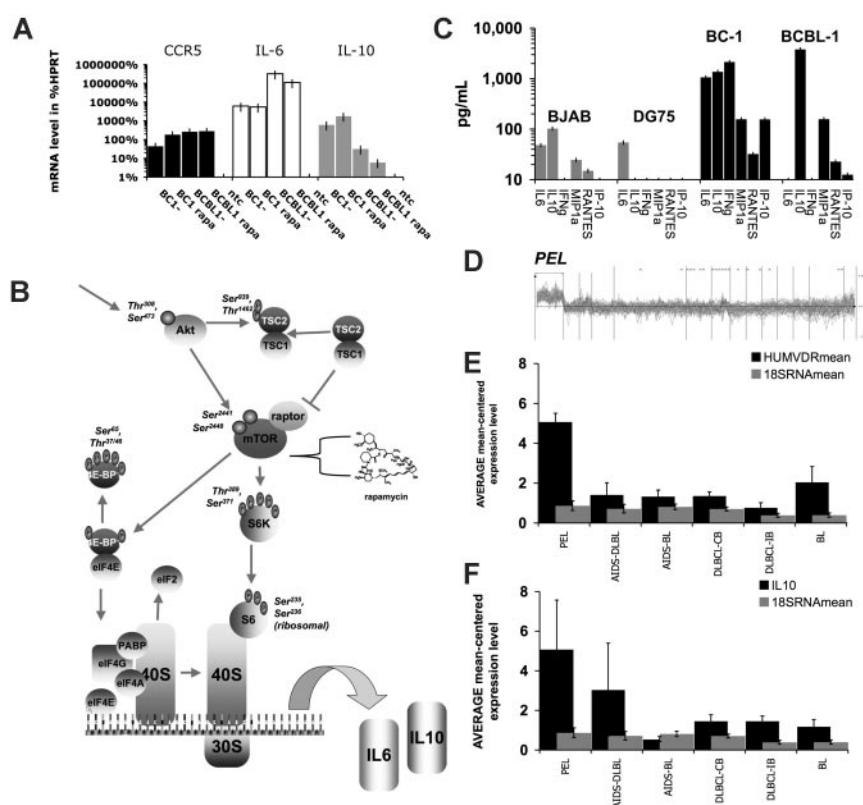 A
CCR5 IL-6 IL-10
mRNA level in %HPRT
1000000%
100000%
10000%
1000%
100%
10%
1%
BC1-
BC1 rapa
BCBL1-
BCBL1 rapa
ntc
BC1-
BC1 rapa
BCBL1-
BCBL1 rapa
ntc
BC1-
BC1 rapa
BCBL1-
BCBL1 rapa
ntc
B
Thr308,
Ser473
Akt
Ser939,
Thr1462
TSC2
TSC1
TSC2
TSC1
Ser2441
Ser2448
raptor
mTOR
rapamycin
Ser65,
Thr37/46
4E-BP
4E-BP
eIF4E
Thr389,
Ser371
S6K
eIF2
Ser235,
Ser236
(ribosomal)
S6
PABP
eIF4G
eIF4A
eIF4E
40S
40S
30S
IL6
IL10
C
pg/mL
10,000
1,000
100
10
BJAB
DG75
BC-1
BCBL-1
IL6
IL10
IFNg
MIP1a
RANTES
IP-10
IL6
IL10
IFNg
MIP1a
RANTES
IP-10
IL6
IL10
IFNg
MIP1a
RANTES
IP-10
IL6
IL10
IFNg
MIP1a
RANTES
IP-10
D
PEL
E
HUMVDRmean
18SRNAmean
AVERAGE mean-centered
expression level
8
6
4
2
0
PEL
AIDS-DLBL
AIDS-BL
DLBCL-CB
DLBCL-IB
BL
F
IL10
18SRNAmean
AVERAGE mean-centered
expression level
8
6
4
2
0
PEL
AIDS-DLBL
AIDS-BL
DLBCL-CB
DLBCL-IB
BL